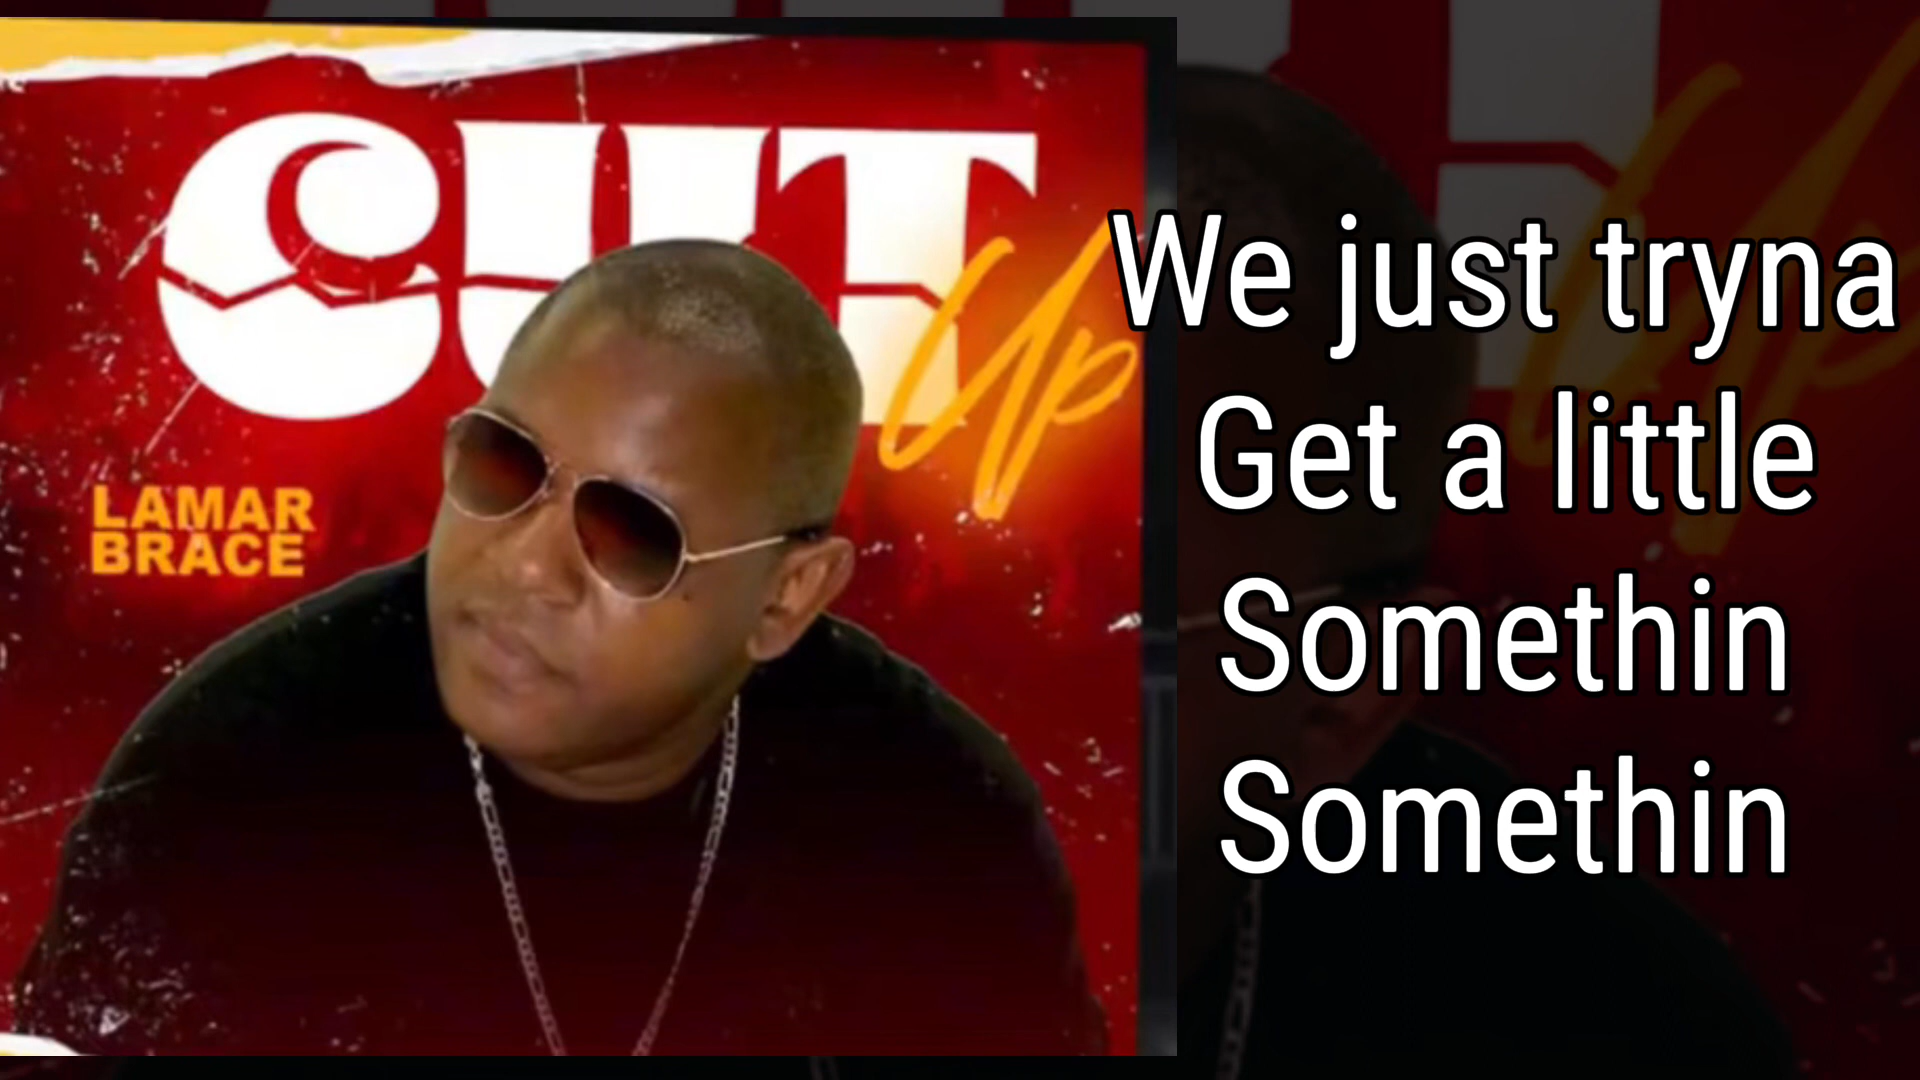 CUT
Up
LAMAR
BRACE
We just tryna
Get a little
Somethin
Somethin